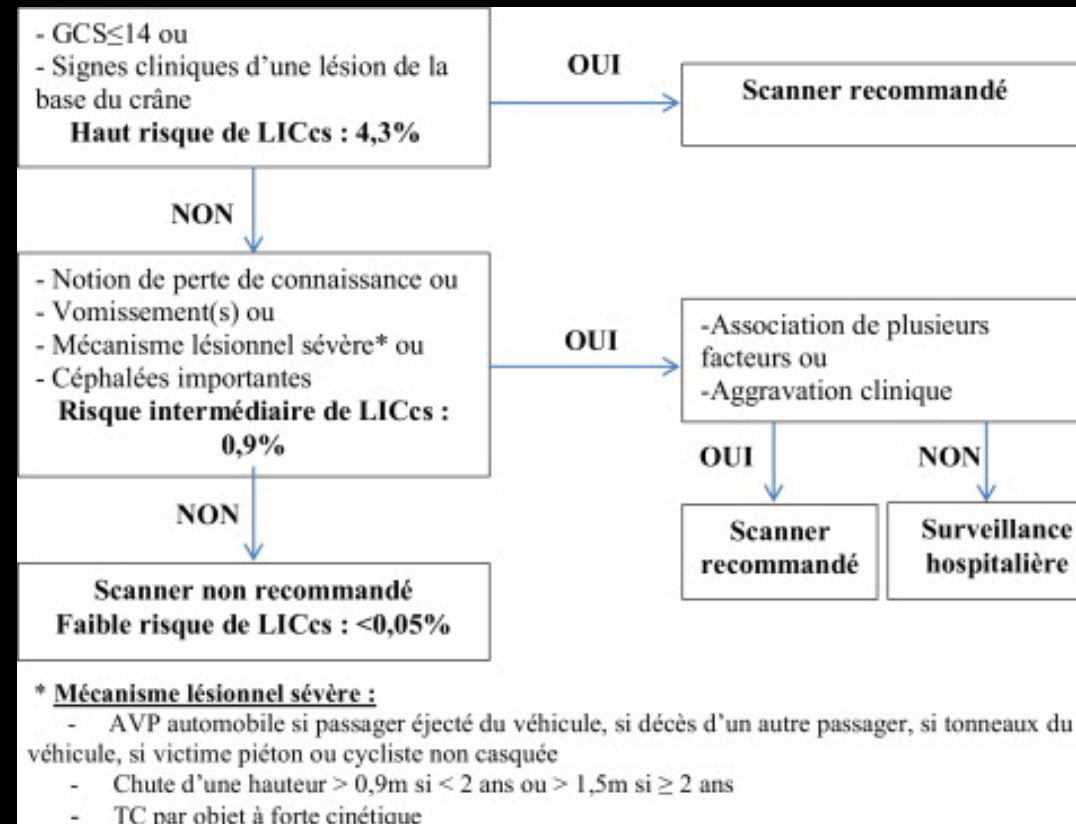 - GCS≤14 ou
- Signes cliniques d'une lésion de la
base du crâne
Haut risque de LICcs : 4,3%
OUI
Scanner recommandé
NON
- Notion de perte de connaissance ou
- Vomissement(s) ou
- Mécanisme lésionnel sévère* ou
- Céphalées importantes
Risque intermédiaire de LICcs :
0,9%
OUI
-Association de plusieurs
facteurs ou
-Aggravation clinique
OUI
NON
Scanner
recommandé
Surveillance
hospitalière
NON
Scanner non recommandé
Faible risque de LICcs : <0,05%
* Mécanisme lésionnel sévère :
- AVP automobile si passager éjecté du véhicule, si décès d'un autre passager, si tonneaux du
véhicule, si victime piéton ou cycliste non casquée
- Chute d'une hauteur > 0,9m si < 2 ans ou > 1,5m si ≥ 2 ans
- TC par objet à forte cinétique